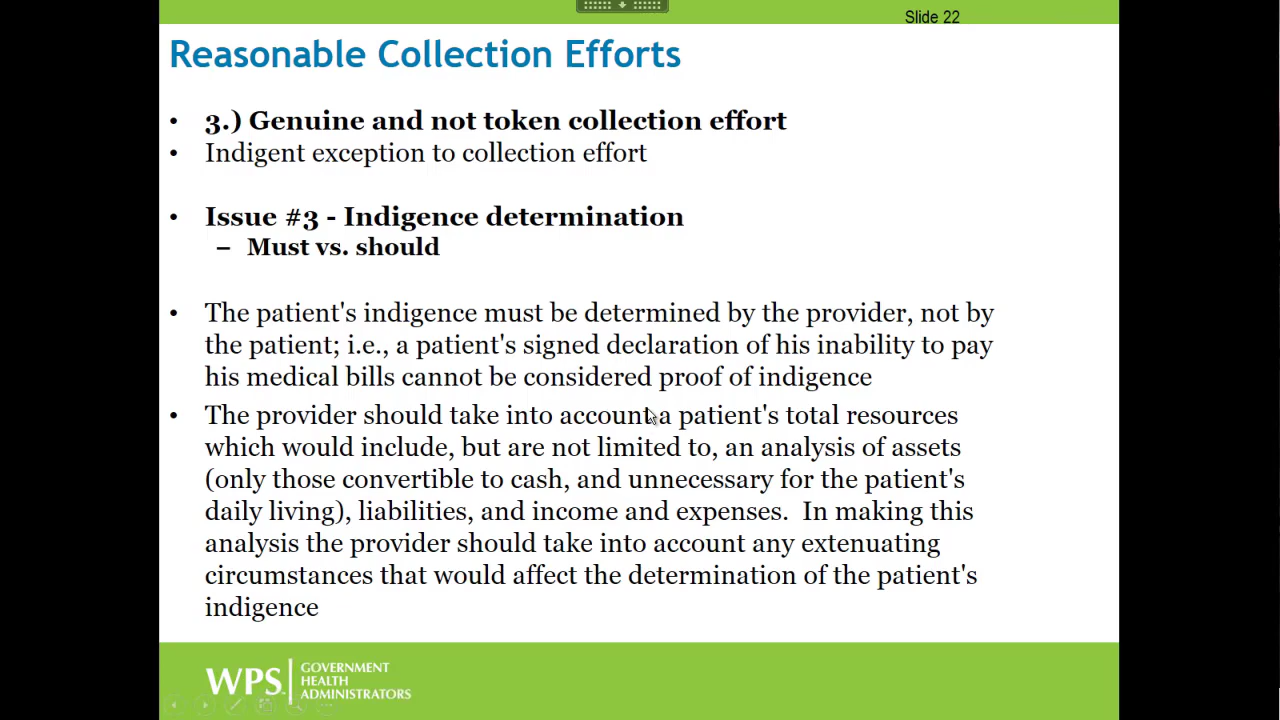 Slide 22
Reasonable Collection Efforts
• 3.) Genuine and not token collection effort
• Indigent exception to collection effort
• Issue #3 - Indigence determination
– Must vs. should
• The patient's indigence must be determined by the provider, not by
the patient; i.e., a patient's signed declaration of his inability to pay
his medical bills cannot be considered proof of indigence
• The provider should take into account a patient's total resources
which would include, but are not limited to, an analysis of assets
(only those convertible to cash, and unnecessary for the patient's
daily living), liabilities, and income and expenses. In making this
analysis the provider should take into account any extenuating
circumstances that would affect the determination of the patient's
indigence
WPS
GOVERNMENT
HEALTH
ADMINISTRATORS